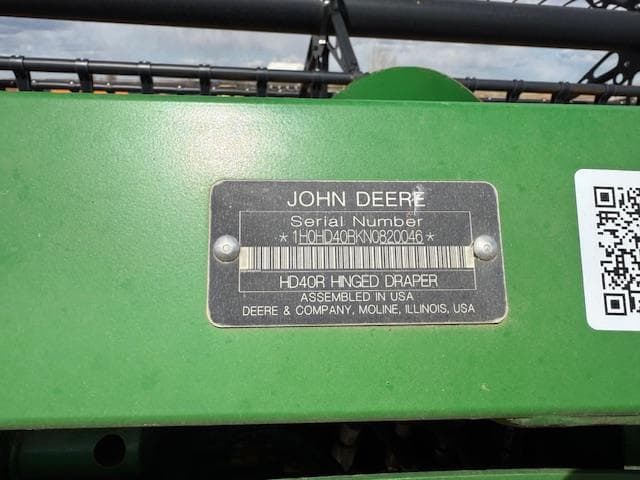 JOHN DEERE
Serial Number
*1H0HD40RKN0820046*
HD40R HINGED DRAPER
ASSEMBLED IN USA
DEERE & COMPANY, MOLINE, ILLINOIS, USA